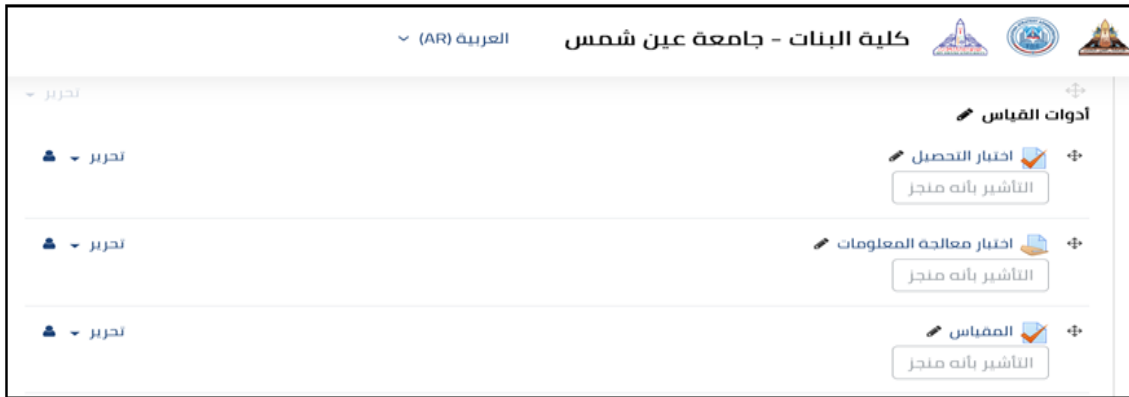 كلية البنات - جامعة عين شمس العربية (AR)
تحرير
أدوات القياس
اختبار التحصيل تحرير
التأشير بأنه منجز
اختبار معالجة المعلومات تحرير
التأشير بأنه منجز
المقياس تحرير
التأشير بأنه منجز